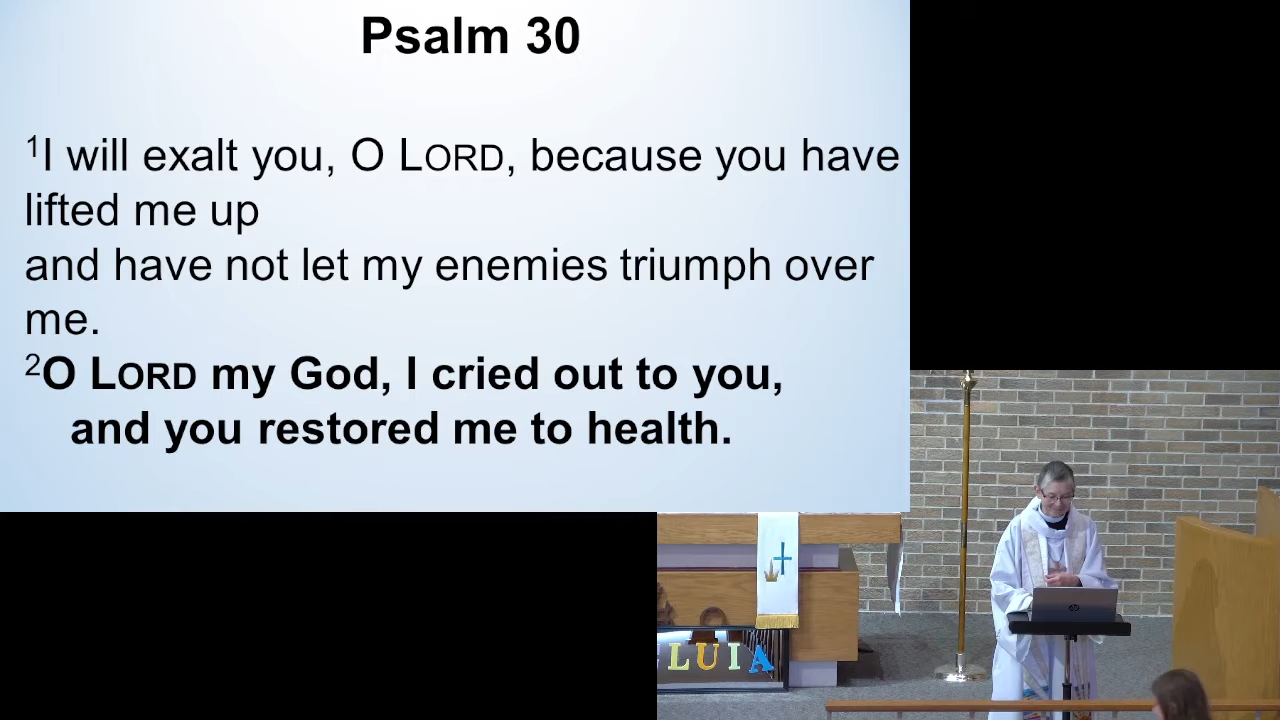 Psalm 30
¹I will exalt you, O LORD, because you have
lifted me up
and have not let my enemies triumph over
me.
²O LORD my God, I cried out to you,
and you restored me to health.
LUIA
hp